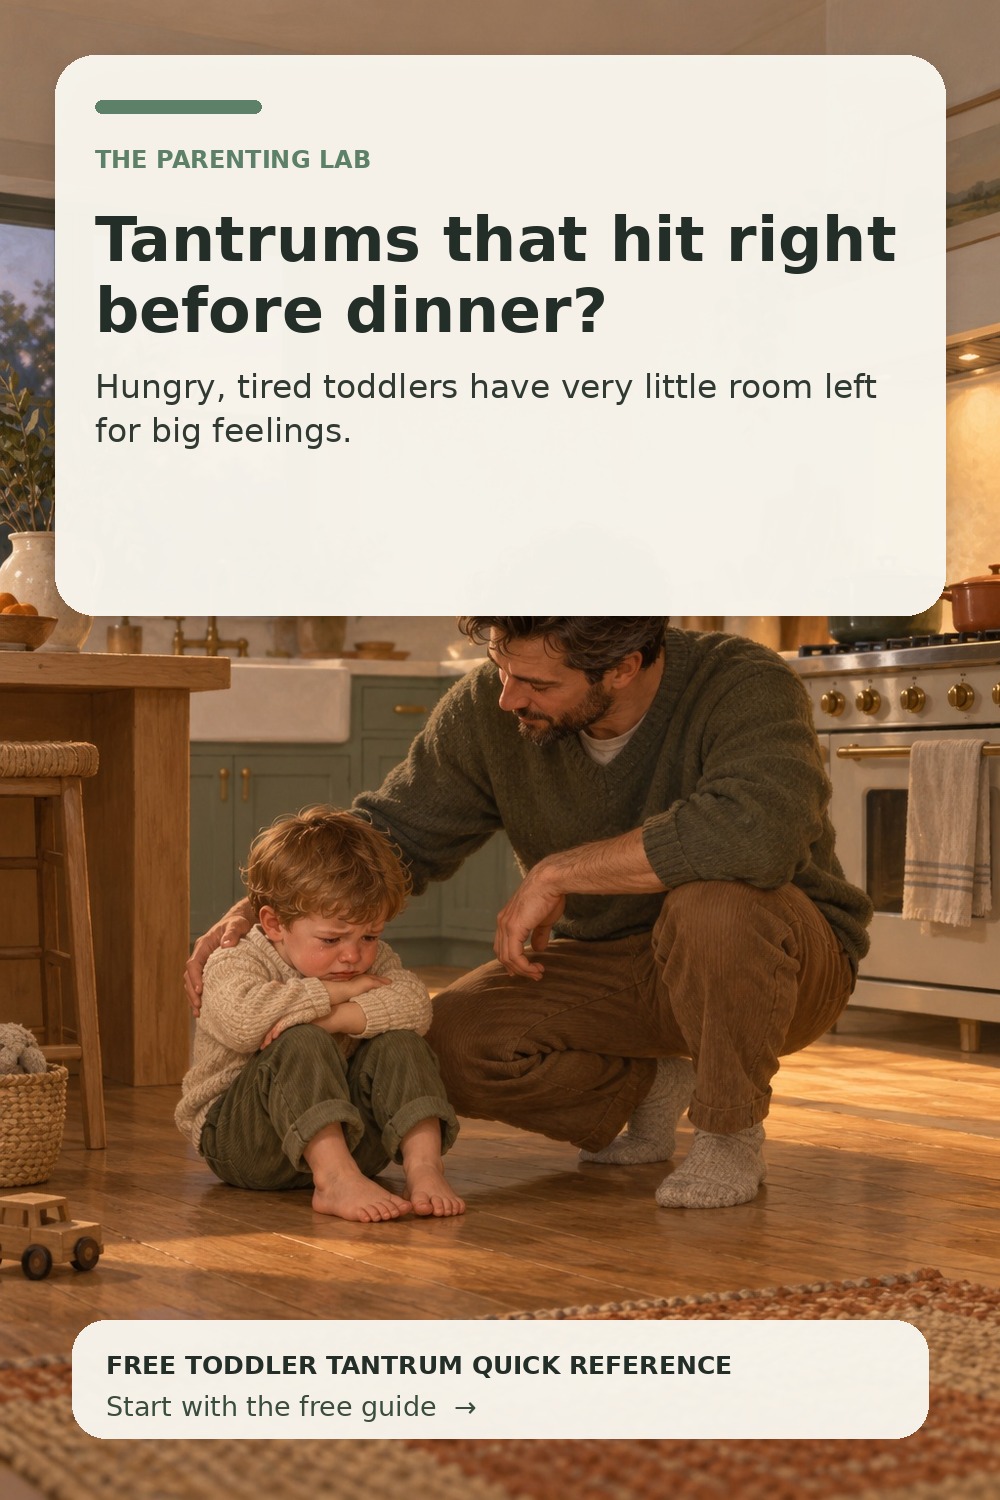 THE PARENTING LAB
Tantrums that hit right
before dinner?
Hungry, tired toddlers have very little room left
for big feelings.
FREE TODDLER TANTRUM QUICK REFERENCE
Start with the free guide →